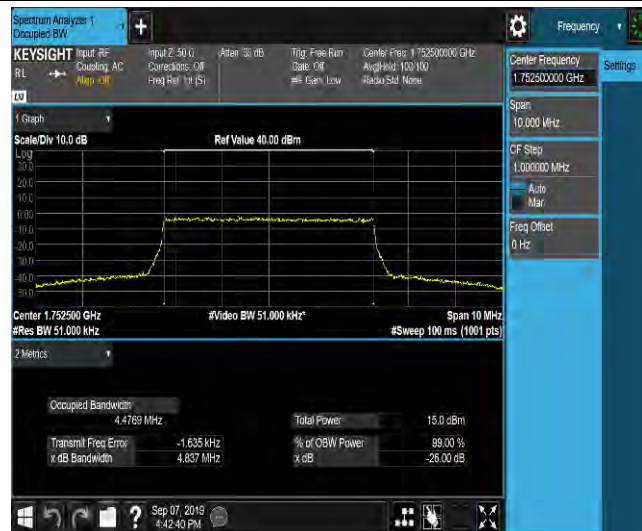 Spectrum Analyzer 1
Occupied BW
Frequency
KEYSIGHT
Input: RF
Coupling: AC
Align: Off
Input Z: 50 Ω
Corrections: Off
Freq Ref: Int (S)
Atten: 30 dB
Trig: Free Run
Gate: Off
#IF Gain: Low
Center Freq: 1.752500000 GHz
Avg|Hold: 100/100
Radio Std: None
RL
Center Frequency
1.752500000 GHz
Settings
Span
10.000 MHz
CF Step
1.000000 MHz
Auto
Man
Freq Offset
0 Hz
1 Graph
Scale/Div 10.0 dB
Ref Value 40.00 dBm
Log
30.0
20.0
10.0
0.00
-10.0
-20.0
-30.0
-40.0
-50.0
Center 1.752500 GHz
#Video BW 51.000 kHz*
Span 10 MHz
#Res BW 51.000 kHz
#Sweep 100 ms (1001 pts)
2 Metrics
Occupied Bandwidth
4.4769 MHz
Total Power
15.0 dBm
Transmit Freq Error
-1.635 kHz
% of OBW Power
99.00 %
x dB Bandwidth
4.837 MHz
x dB
-26.00 dB
Sep 07, 2019
4:42:40 PM